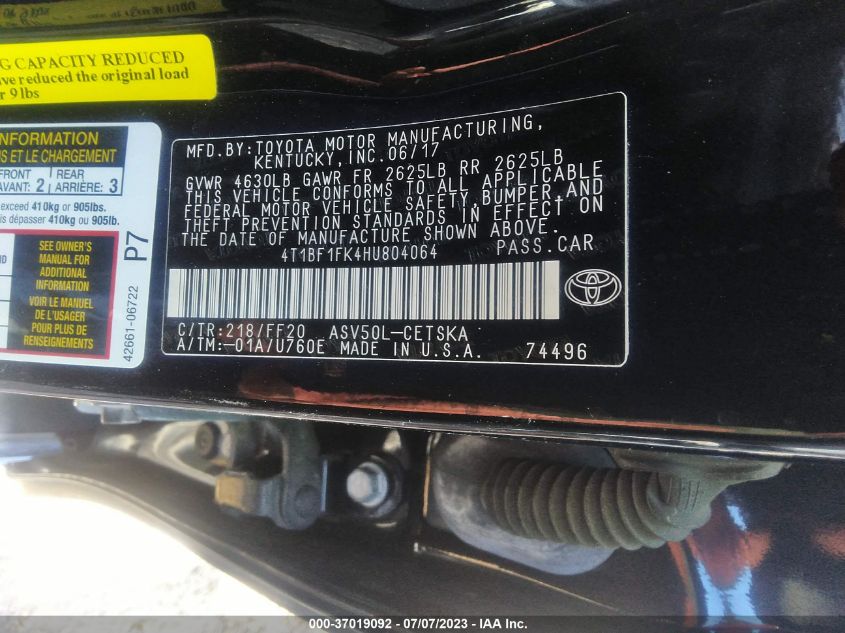 G CAPACITY REDUCED
ave reduced the original load
r 9 lbs
INFORMATION
NS ET LE CHARGEMENT
FRONT
AVANT: 2
REAR
ARRIÈRE: 3
exceed 410kg or 905lbs.
is dépasser 410kg ou 905lb.
SEE OWNER'S
MANUAL FOR
ADDITIONAL
INFORMATION
VOIR LE MANUEL
DE L'USAGER
POUR PLUS DE
RENSEIGNEMENTS
P7
42661-06722
MFD.BY:TOYOTA MOTOR MANUFACTURING,
KENTUCKY,INC.06/17
GVWR 4630LB GAWR FR 2625LB RR 2625LB
THIS VEHICLE CONFORMS TO ALL APPLICABLE
FEDERAL MOTOR VEHICLE SAFETY,BUMPER,AND
THEFT PREVENTION STANDARDS IN EFFECT ON
THE DATE OF MANUFACTURE SHOWN ABOVE.
4T1BF1FK4HU804064 PASS.CAR
C/TR:218/FF20 ASV50L-CETSKA
A/TM:-01A/U760E MADE IN U.S.A. 74496
000-37019092 - 07/07/2023 - IAA Inc.